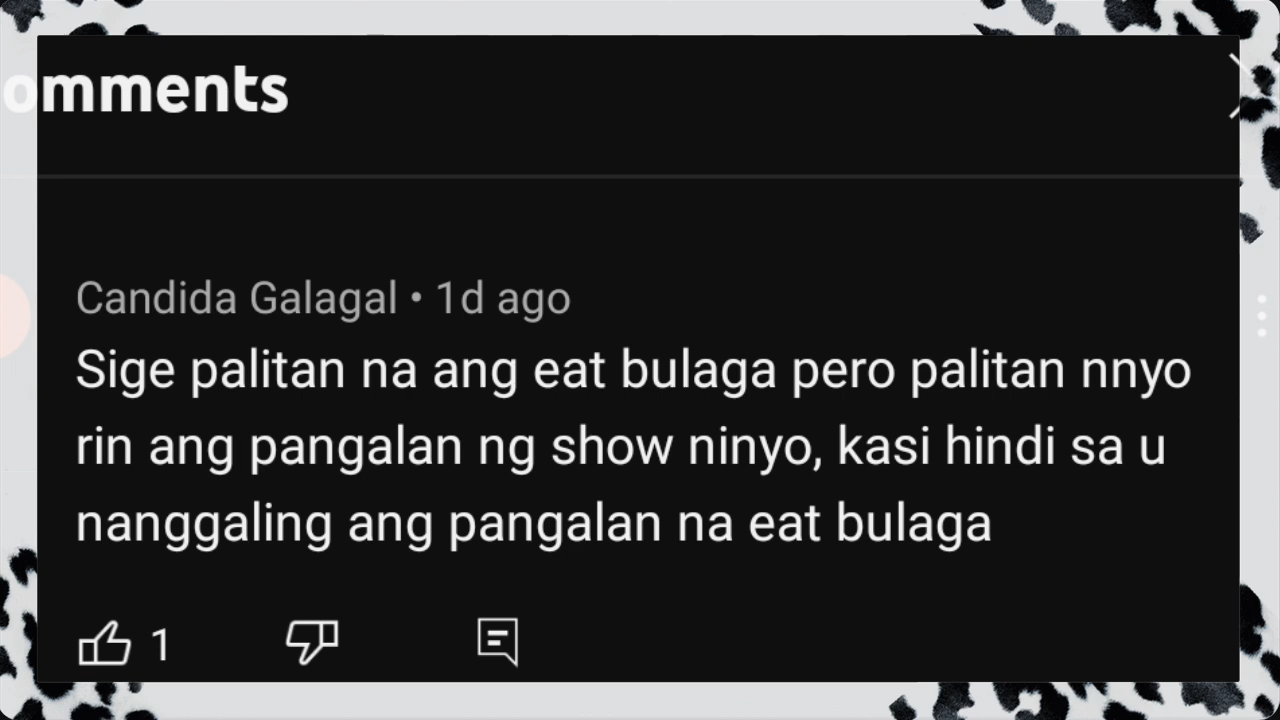 omments
Candida Galagal • 1d ago
Sige palitan na ang eat bulaga pero palitan nnyo
rin ang pangalan ng show ninyo, kasi hindi sa u
nanggaling ang pangalan na eat bulaga
1